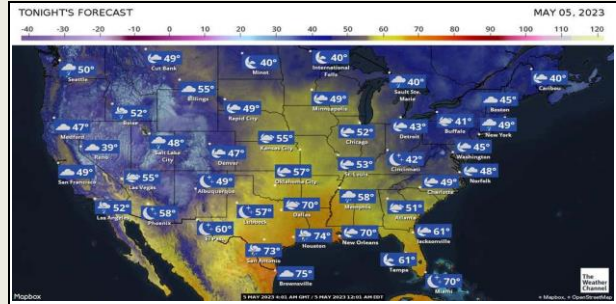 TONIGHT'S FORECAST
MAY 05, 2023
-40 -20 -10 0 10 20 30 40 50 60 70 80 100 120
50° Seattle
49° Cut Bank
40° Minot
40° International Falls
40° Sault Ste. Marie
40° Caribou
55° Billings
52° Boise
49° Rapid City
49° Minneapolis
45° Boston
47° Medford
39° Reno
48° Salt Lake City
47° Denver
55° Kansas City
52° Chicago
43° Detroit
41° Buffalo
49° New York
49° San Francisco
55° Las Vegas
49° Albuquerque
57° Oklahoma City
53° St. Louis
42° Cincinnati
45° Washington
48° Norfolk
52° Los Angeles
58° Phoenix
57° Lubbock
70° Dallas
58° Memphis
49° Charlotte
51° Atlanta
60° El Paso
73° San Antonio
74° Houston
70° New Orleans
61° Jacksonville
75° Brownsville
61° Tampa
70° Miami
The
Weather
Channel
Mapbox
5 MAY 2023 4:01 AM GMT / 5 MAY 2023 12:01 AM EDT